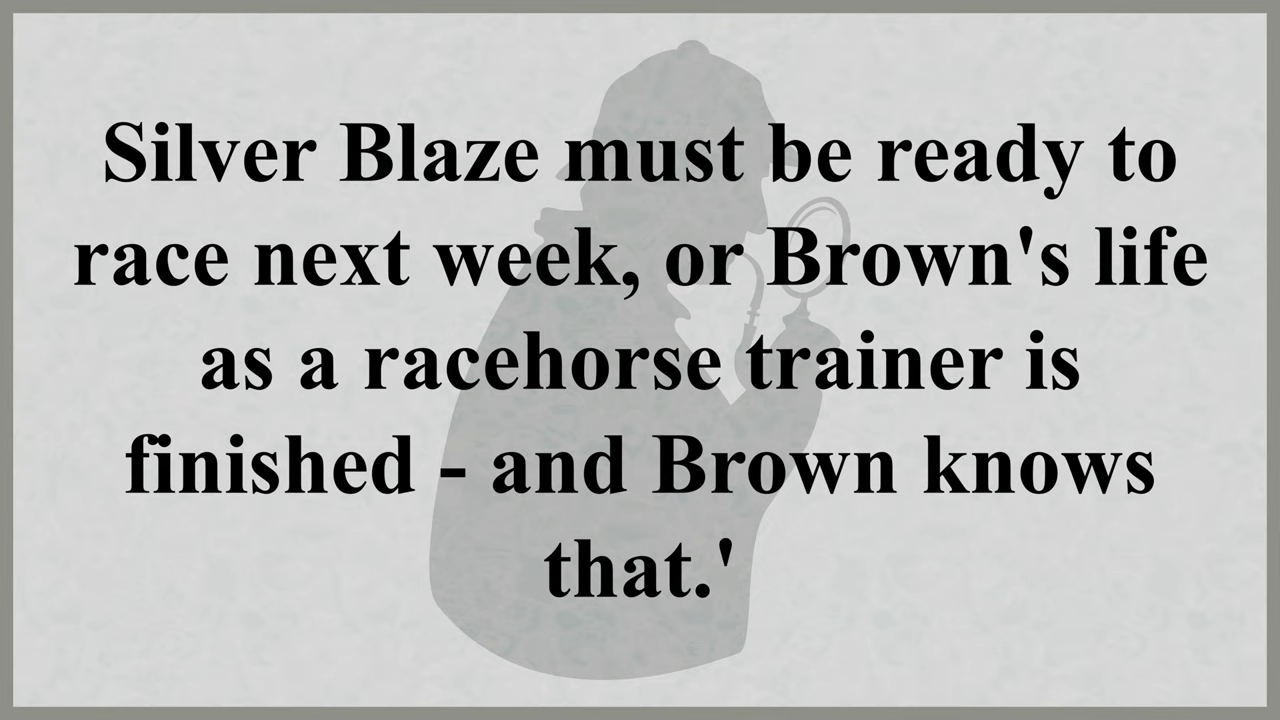 Silver Blaze must be ready to
race next week, or Brown's life
as a racehorse trainer is
finished - and Brown knows
that.'